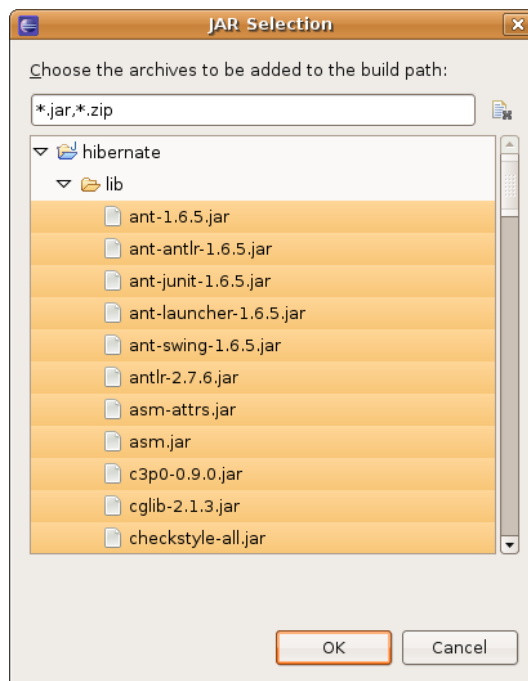 JAR Selection
Choose the archives to be added to the build path:
*.jar,*.zip
hibernate
lib
ant-1.6.5.jar
ant-antlr-1.6.5.jar
ant-junit-1.6.5.jar
ant-launcher-1.6.5.jar
ant-swing-1.6.5.jar
antlr-2.7.6.jar
asm-attrs.jar
asm.jar
c3p0-0.9.0.jar
cglib-2.1.3.jar
checkstyle-all.jar
OK Cancel